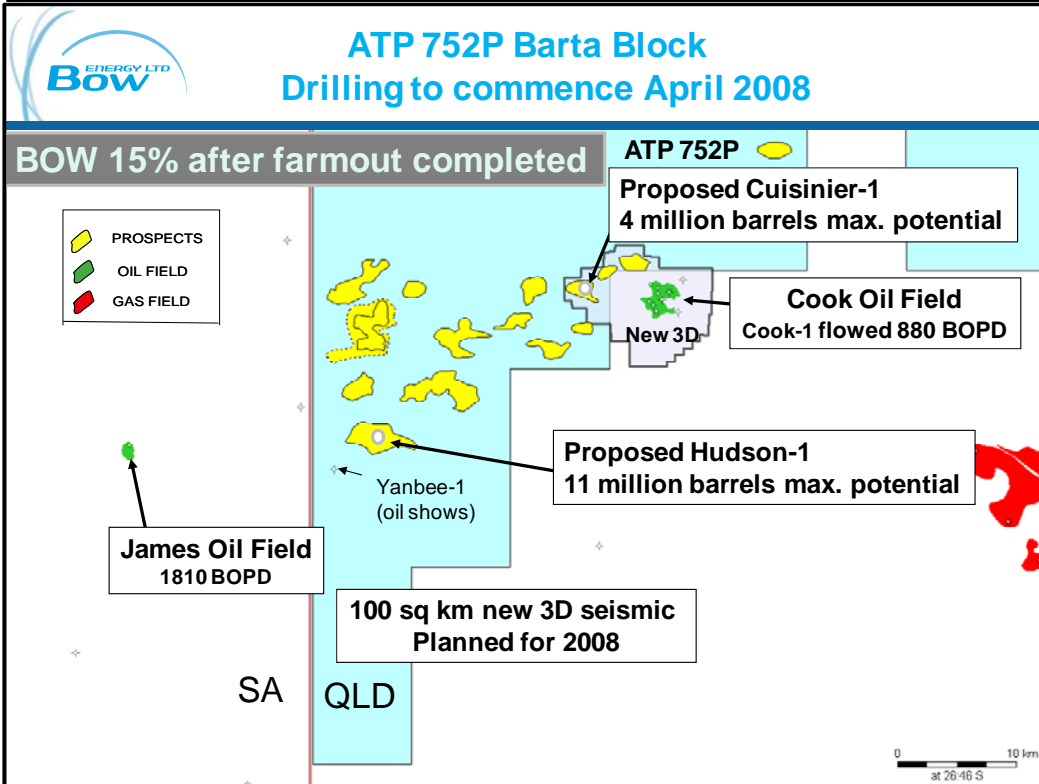 BOW ENERGY LTD
ATP 752P Barta Block
Drilling to commence April 2008
BOW 15% after farmout completed
ATP 752P
Proposed Cuisinier-1
4 million barrels max. potential
PROSPECTS
OIL FIELD
GAS FIELD
Cook Oil Field
Cook-1 flowed 880 BOPD
New 3D
Proposed Hudson-1
11 million barrels max. potential
Yanbee-1
(oil shows)
James Oil Field
1810 BOPD
100 sq km new 3D seismic
Planned for 2008
SA
QLD
0 10 km
at 26:46 S